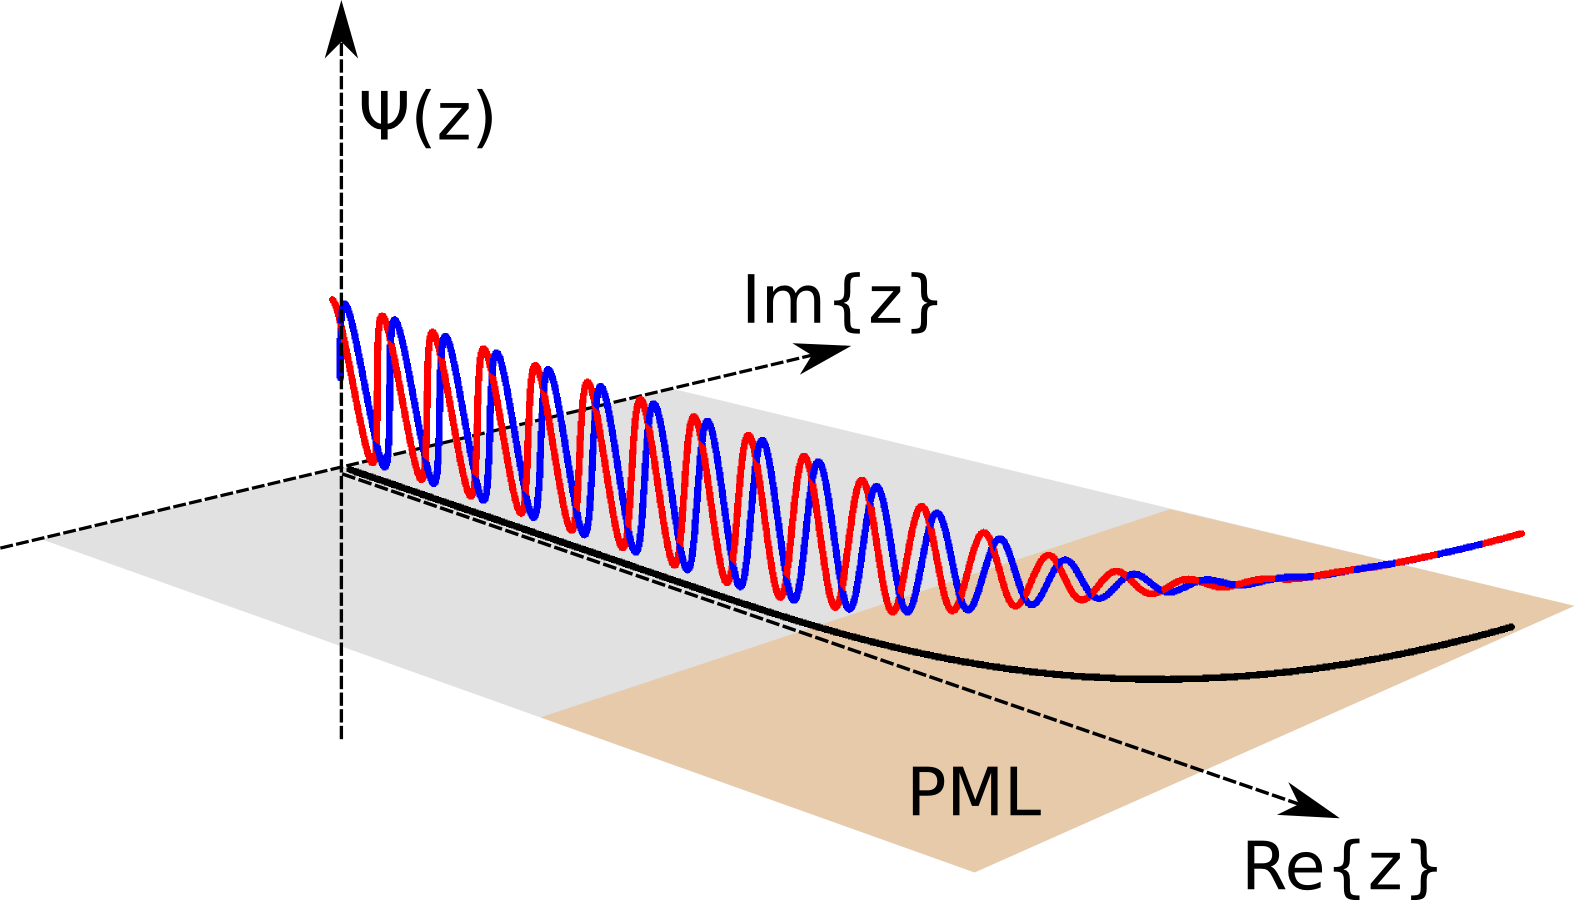 Ψ(z)
Im{z}
PML
Re{z}